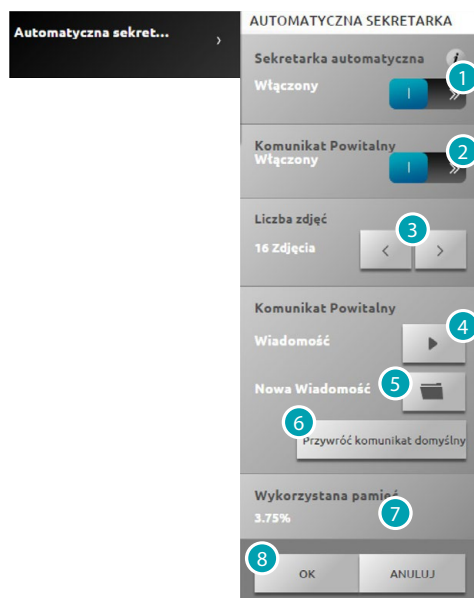 Automatyczna sekret...
AUTOMATYCZNA SEKRETARKA
Sekretarka automatyczna i
Włączony
1
Komunikat Powitalny
Włączony
2
Liczba zdjęć
3
16 Zdjęcia
Komunikat Powitalny
Wiadomość
4
Nowa Wiadomość
5
6
Przywróć komunikat domyślny
Wykorzystana pamięć
7
3.75%
8
OK ANULUJ